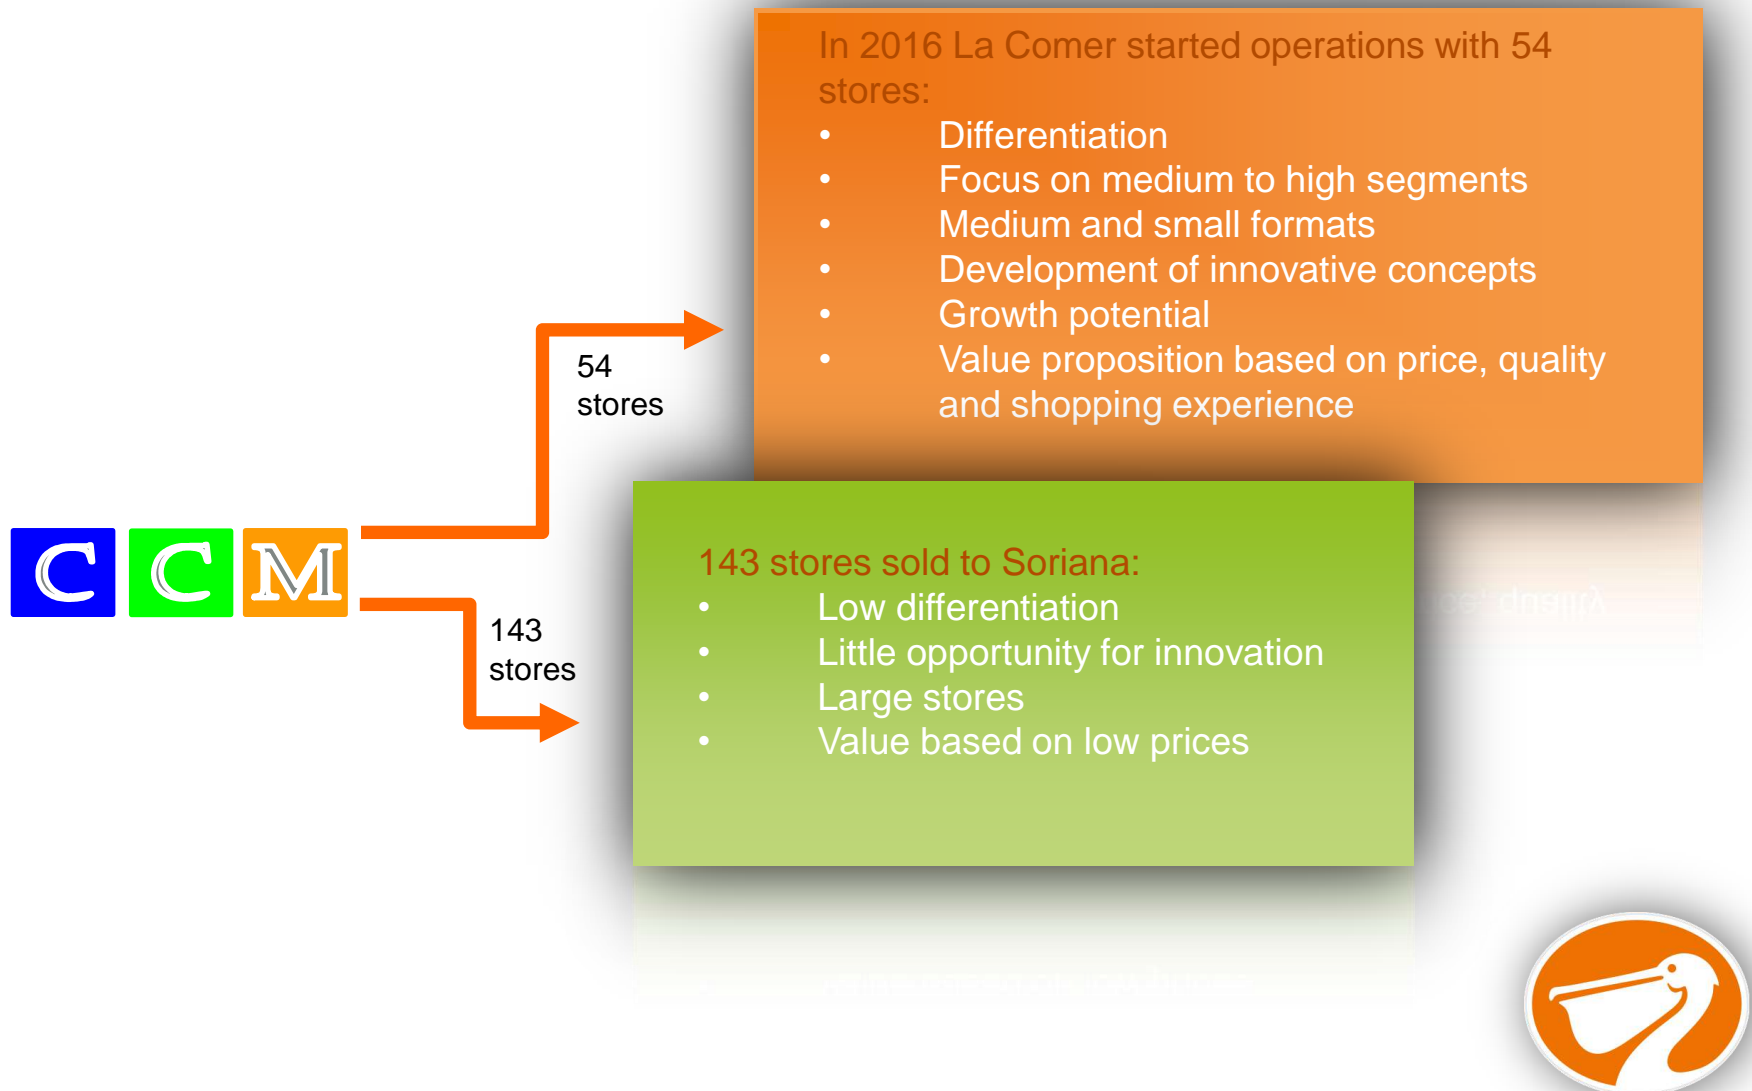 In 2016 La Comer started operations with 54
stores:
• Differentiation
• Focus on medium to high segments
• Medium and small formats
• Development of innovative concepts
• Growth potential
• Value proposition based on price, quality
and shopping experience
54
stores
C C M
143
stores
143 stores sold to Soriana:
• Low differentiation
• Little opportunity for innovation
• Large stores
• Value based on low prices